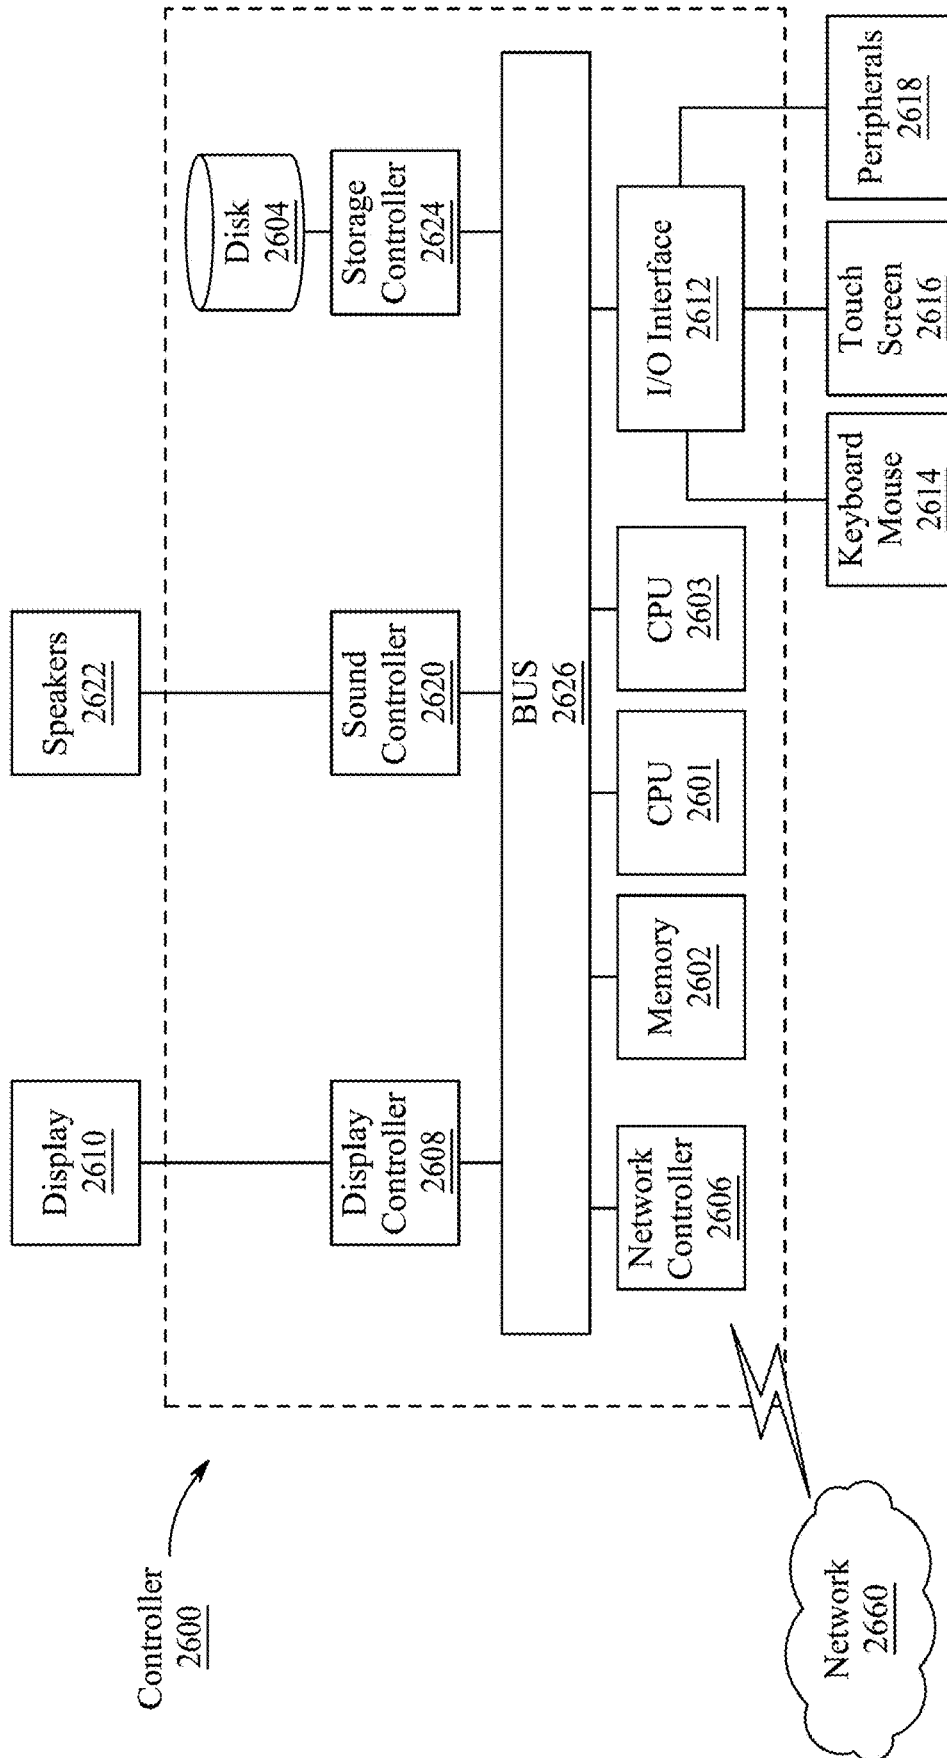 Controller
2600
Display
2610
Speakers
2622
Disk
2604
Display
Controller
2608
Sound
Controller
2620
Storage
Controller
2624
BUS
2626
Network
Controller
2606
Memory
2602
CPU
2601
CPU
2603
I/O Interface
2612
Network
2660
Keyboard
Mouse
2614
Touch
Screen
2616
Peripherals
2618